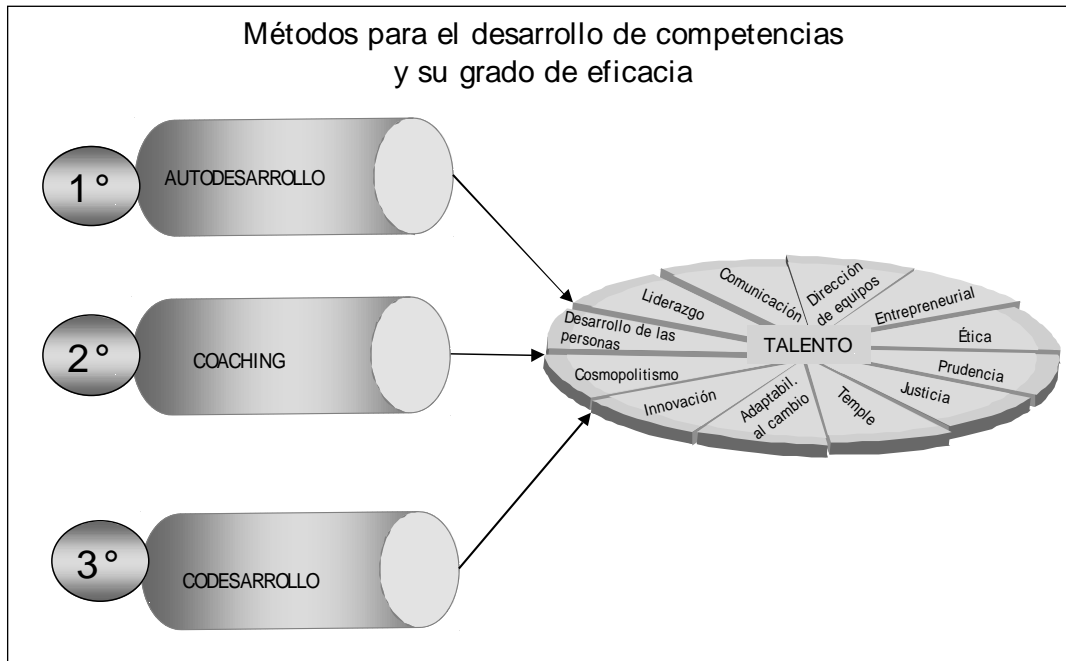 Métodos para el desarrollo de competencias
y su grado de eficacia
1°
AUTODESARROLLO
2°
COACHING
3°
CODESARROLLO
TALENTO
Comunicación
Dirección
de equipos
Entrepreneurial
Ética
Prudencia
Justicia
Temple
Adaptabil.
al cambio
Innovación
Cosmopolitismo
Desarrollo de las
personas
Liderazgo